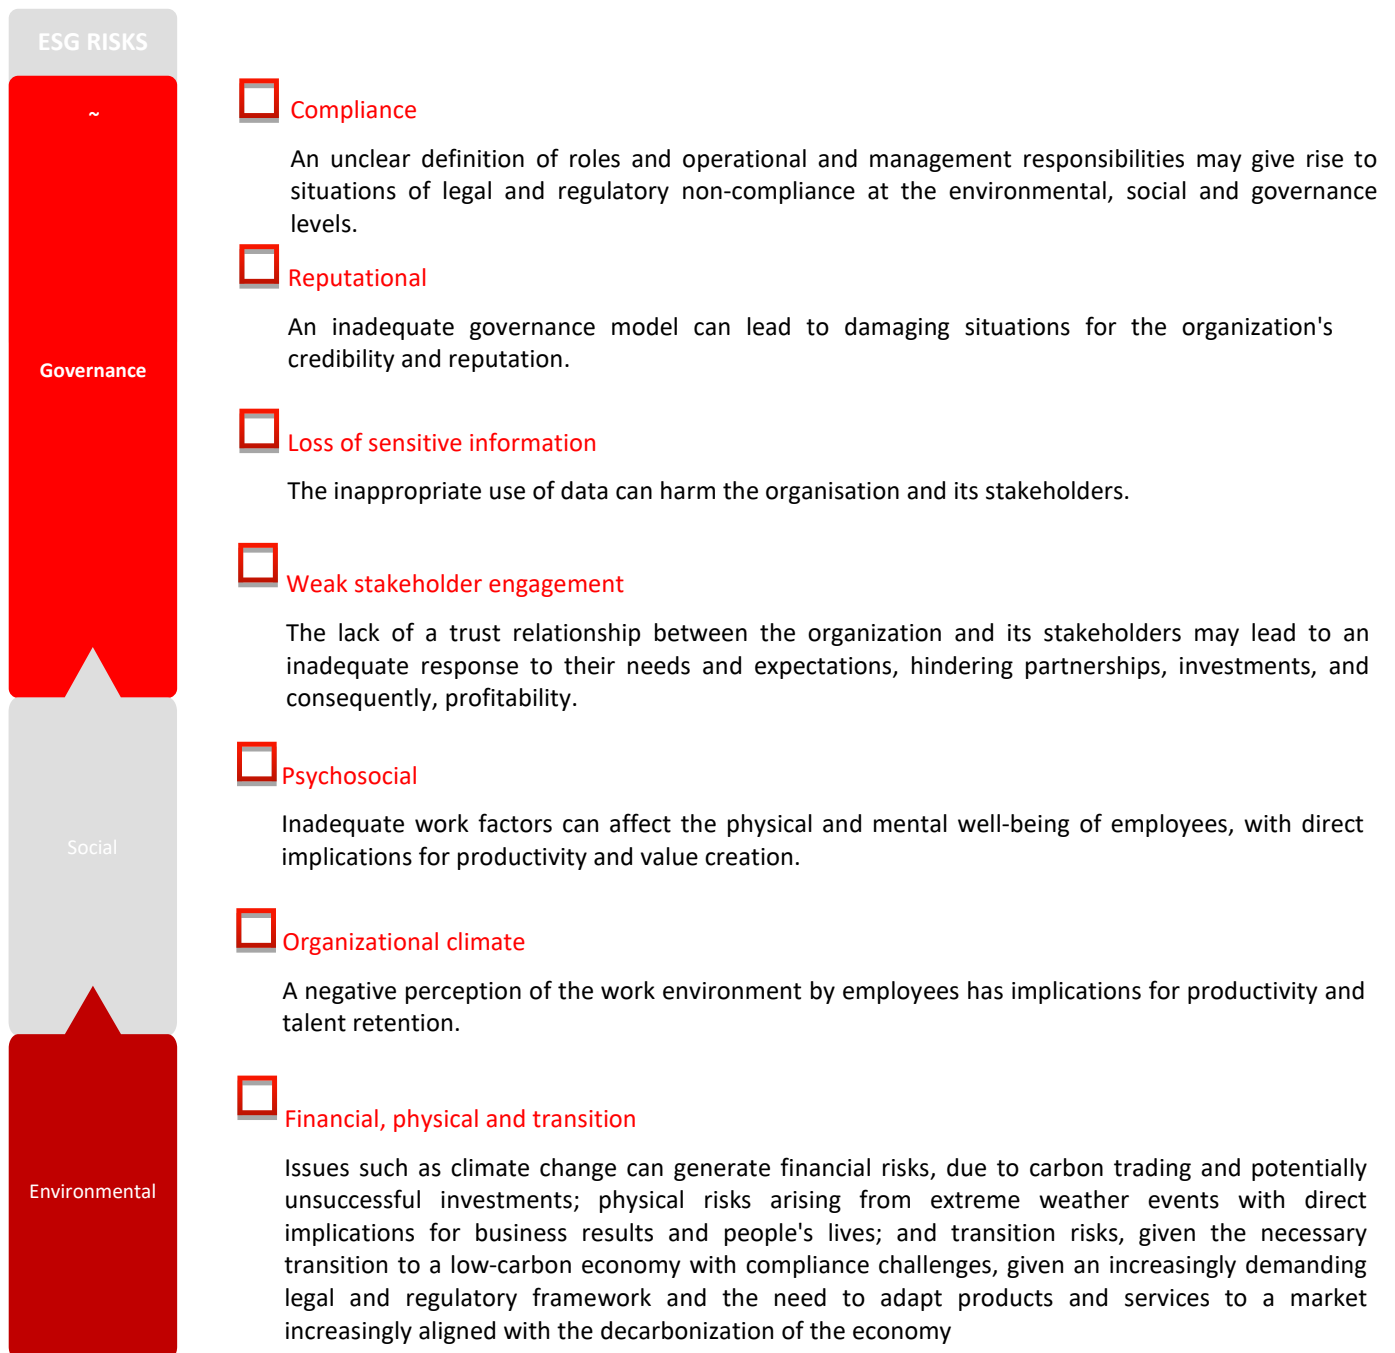 ESG RISKS
~
Governance
Compliance
An unclear definition of roles and operational and management responsibilities may give rise to
situations of legal and regulatory non-compliance at the environmental, social and governance
levels.
Reputational
An inadequate governance model can lead to damaging situations for the organization's
credibility and reputation.
Loss of sensitive information
The inappropriate use of data can harm the organisation and its stakeholders.
Weak stakeholder engagement
The lack of a trust relationship between the organization and its stakeholders may lead to an
inadequate response to their needs and expectations, hindering partnerships, investments, and
consequently, profitability.
Social
Psychosocial
Inadequate work factors can affect the physical and mental well-being of employees, with direct
implications for productivity and value creation.
Organizational climate
A negative perception of the work environment by employees has implications for productivity and
talent retention.
Environmental
Financial, physical and transition
Issues such as climate change can generate financial risks, due to carbon trading and potentially
unsuccessful investments; physical risks arising from extreme weather events with direct
implications for business results and people's lives; and transition risks, given the necessary
transition to a low-carbon economy with compliance challenges, given an increasingly demanding
legal and regulatory framework and the need to adapt products and services to a market
increasingly aligned with the decarbonization of the economy